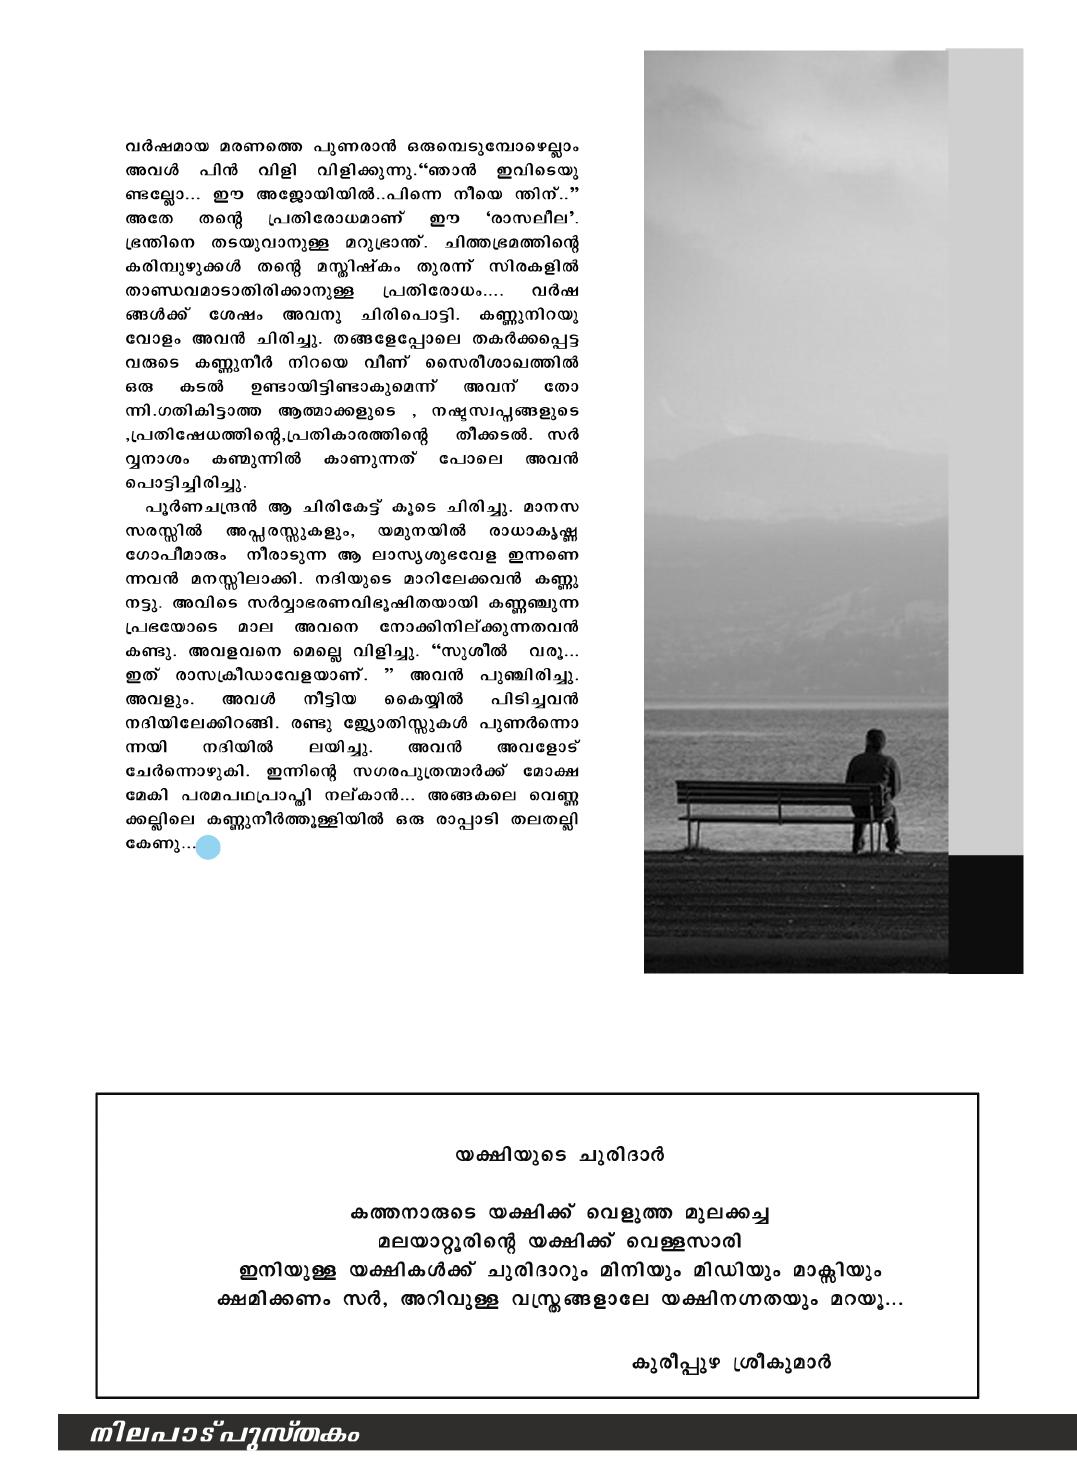 വർഷമായ മരണത്തെ പുണരാൻ ഒരുമ്പെടുമ്പോഴെല്ലാം
അവൾ പിൻ വിളി വിളിക്കുന്നു.“ഞാൻ ഇവിടെയു
ണ്ടല്ലോ... ഈ അജോയിയിൽ..പിന്നെ നീയെ ന്തിന്..”
അതേ തന്റെ പ്രതിരോധമാണ് ഈ ‘രാസലീല’.
ഭ്രന്തിനെ തടയുവാനുള്ള മറുഭ്രാന്ത്. ചിത്തഭ്രമത്തിന്റെ
കരിമ്പുഴുക്കൾ തന്റെ മസ്തിഷ്കം തുരന്ന് സിരകളിൽ
താണ്ഡവമാടാതിരിക്കാനുള്ള പ്രതിരോധം.... വർഷ
ങ്ങൾക്ക് ശേഷം അവനു ചിരിപൊട്ടി. കണ്ണുനിറയു
വോളം അവൻ ചിരിച്ചു. തങ്ങളേപ്പോലെ തകർക്കപ്പെട്ട
വരുടെ കണ്ണുനീർ നിറയെ വീണ് സൈരീശാഖത്തിൽ
ഒരു കടൽ ഉണ്ടായിട്ടിണ്ടാകുമെന്ന് അവന് തോ
ന്നി.ഗതികിട്ടാത്ത ആത്മാക്കളുടെ , നഷ്ടസ്വപ്നങ്ങളുടെ
,പ്രതിഷേധത്തിന്റെ,പ്രതികാരത്തിന്റെ തീക്കടൽ. സർ
വ്വനാശം കണ്മുന്നിൽ കാണുന്നത് പോലെ അവൻ
പൊട്ടിച്ചിരിച്ചു.
പൂർണചന്ദ്രൻ ആ ചിരികേട്ട് കൂടെ ചിരിച്ചു. മാനസ
സരസ്സിൽ അപ്സരസ്സുകളും, യമുനയിൽ രാധാകൃഷ്ണ
ഗോപീമാരും നീരാടുന്ന ആ ലാസ്യശുഭവേള ഇന്നണെ
ന്നവൻ മനസ്സിലാക്കി. നദിയുടെ മാറിലേക്കവൻ കണ്ണു
നട്ടു. അവിടെ സർവ്വാഭരണവിഭൂഷിതയായി കണ്ണഞ്ചുന്ന
പ്രഭയോടെ മാല അവനെ നോക്കിനില്ക്കുന്നതവൻ
കണ്ടു. അവളവനെ മെല്ലെ വിളിച്ചു. “സുശീൽ വരൂ...
ഇത് രാസക്രീഡാവേളയാണ്. ” അവൻ പുഞ്ചിരിച്ചു.
അവളും. അവൾ നീട്ടിയ കൈയ്യിൽ പിടിച്ചവൻ
നദിയിലേക്കിറങ്ങി. രണ്ടു ജ്യോതിസ്സുകൾ പുണർന്നൊ
ന്നയി നദിയിൽ ലയിച്ചു. അവൻ അവളോട്
ചേർന്നൊഴുകി. ഇന്നിന്റെ സഗരപുത്രന്മാർക്ക് മോക്ഷ
മേകി പരമപഥപ്രാപ്തി നല്കാൻ... അങ്ങകലെ വെണ്ണ
ക്കല്ലിലെ കണ്ണുനീർത്തൂള്ളിയിൽ ഒരു രാപ്പാടി തലതല്ലി
കേണു...
യക്ഷിയുടെ ചുരിദാർ
കത്തനാരുടെ യക്ഷിക്ക് വെളുത്ത മുലക്കച്ച
മലയാറ്റൂരിന്റെ യക്ഷിക്ക് വെള്ളസാരി
ഇനിയുള്ള യക്ഷികൾക്ക് ചുരിദാറും മിനിയും മിഡിയും മാക്സിയും
ക്ഷമിക്കണം സർ, അറിവുള്ള വസ്ത്രങ്ങളാലേ യക്ഷിനഗ്നതയും മറയൂ...
കുരീപ്പുഴ ശ്രീകുമാർ
നിലപാട്പുസ്തകം